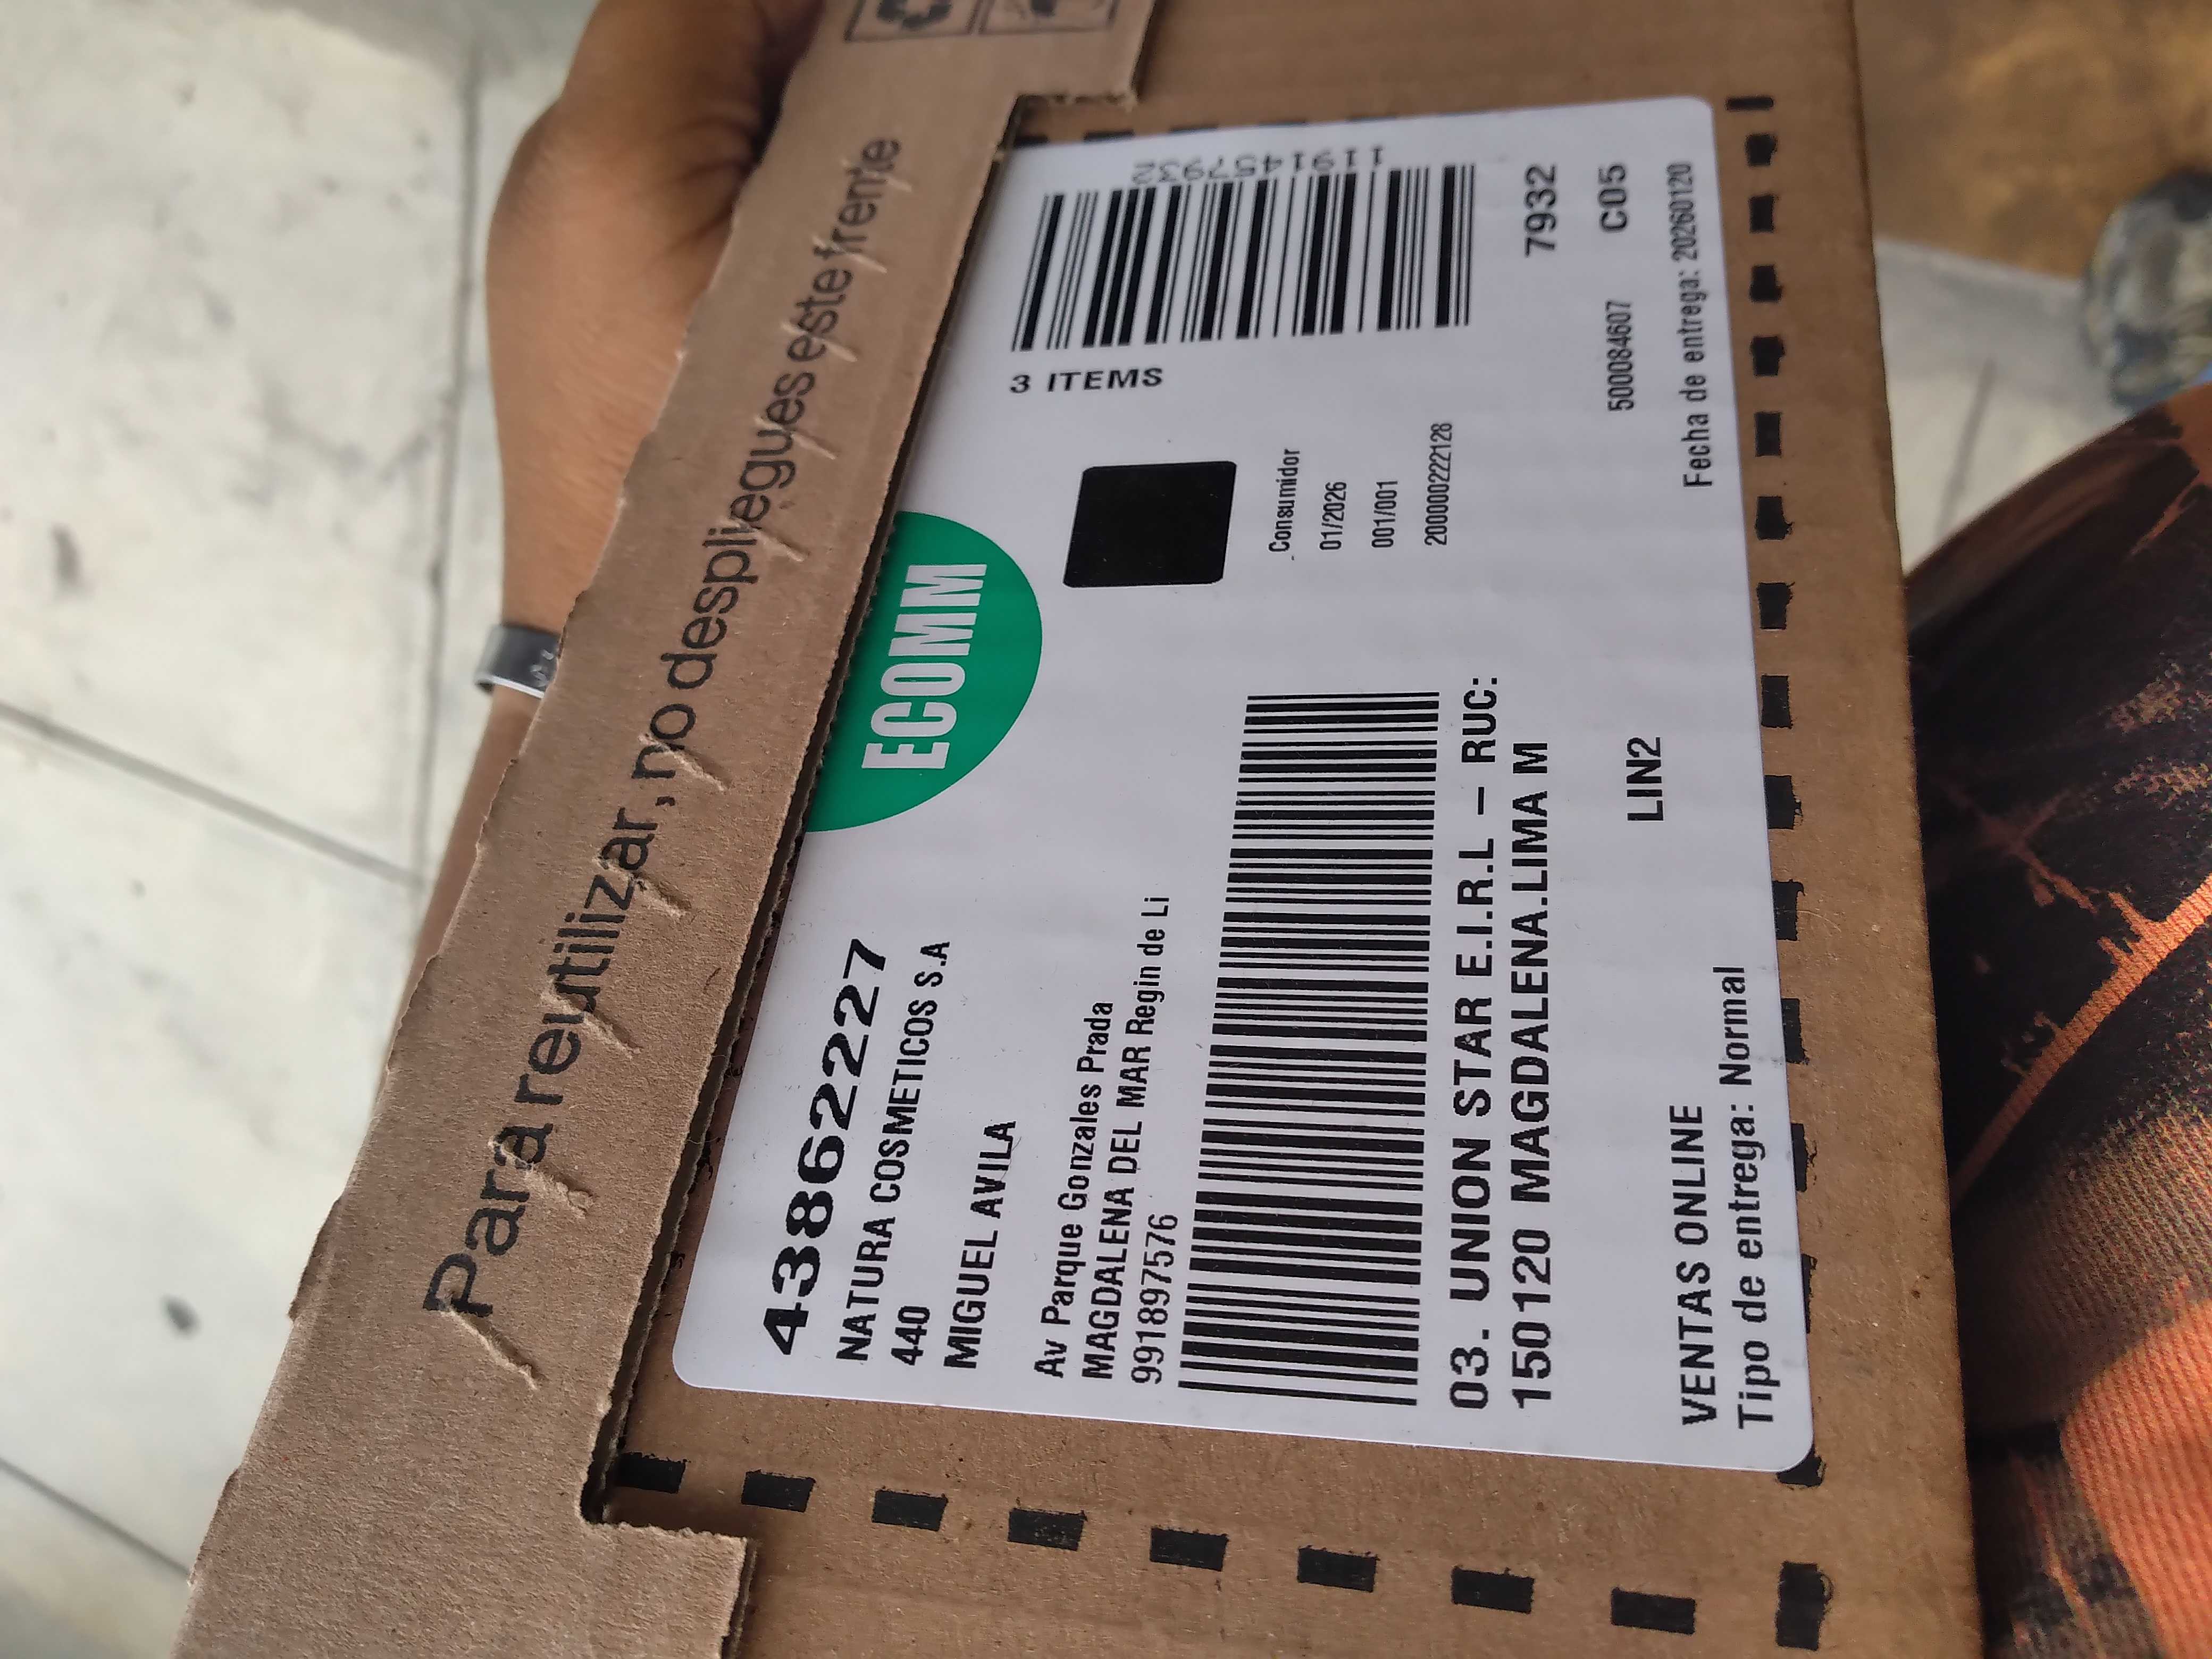 Para reutilizar, no despliegues este frente
ECOMM
43862227
NATURA COSMETICOS S.A
440
MIGUEL AVILA
Av Parque Gonzales Prada
MAGDALENA DEL MAR Regin de Li
991897576
3 ITEMS
1191457932
Consumidor
01/2026
001/001
200000222128
7932
03. UNION STAR E.I.R.L – RUC:
150120 MAGDALENA.LIMA M
500084607 C05
LIN2
VENTAS ONLINE
Tipo de entrega: Normal
Fecha de entrega: 20260120